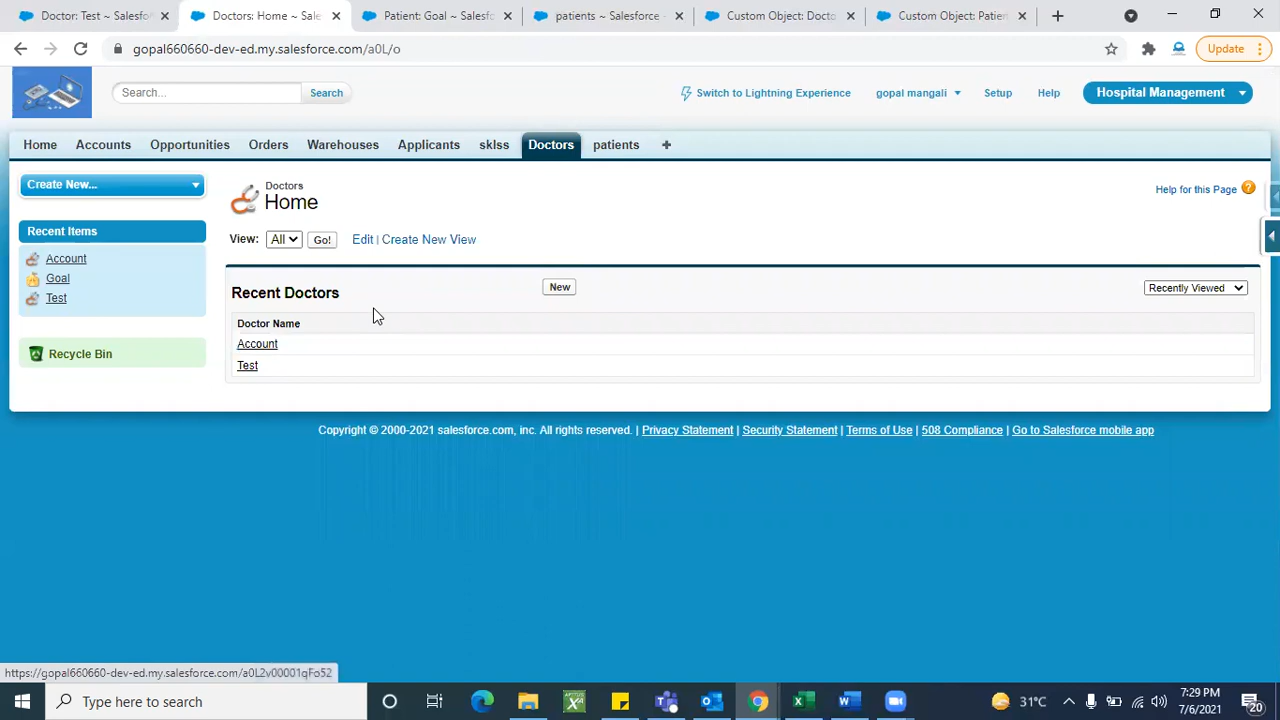 Doctor: Test ~ Salesfo
Doctors: Home ~ Sale
Patient: Goal ~ Salesfo
patients ~ Salesforce -
Custom Object: Docto
Custom Object: Patien
gopal660660-dev-ed.my.salesforce.com/a0L/o
Update
Search...
Search
Switch to Lightning Experience
gopal mangali
Setup
Help
Hospital Management
Home
Accounts
Opportunities
Orders
Warehouses
Applicants
sklss
Doctors
patients
Create New...
Doctors
Home
Help for this Page
Recent Items
Account
Goal
Test
View:
All
Go!
Edit | Create New View
Recent Doctors
New
Recently Viewed
Doctor Name
Account
Test
Recycle Bin
Copyright © 2000-2021 salesforce.com, inc. All rights reserved. | Privacy Statement | Security Statement | Terms of Use | 508 Compliance | Go to Salesforce mobile app
https://gopal660660-dev-ed.my.salesforce.com/a0L2v00001qFo52
Type here to search
31°C
7:29 PM
7/6/2021
20